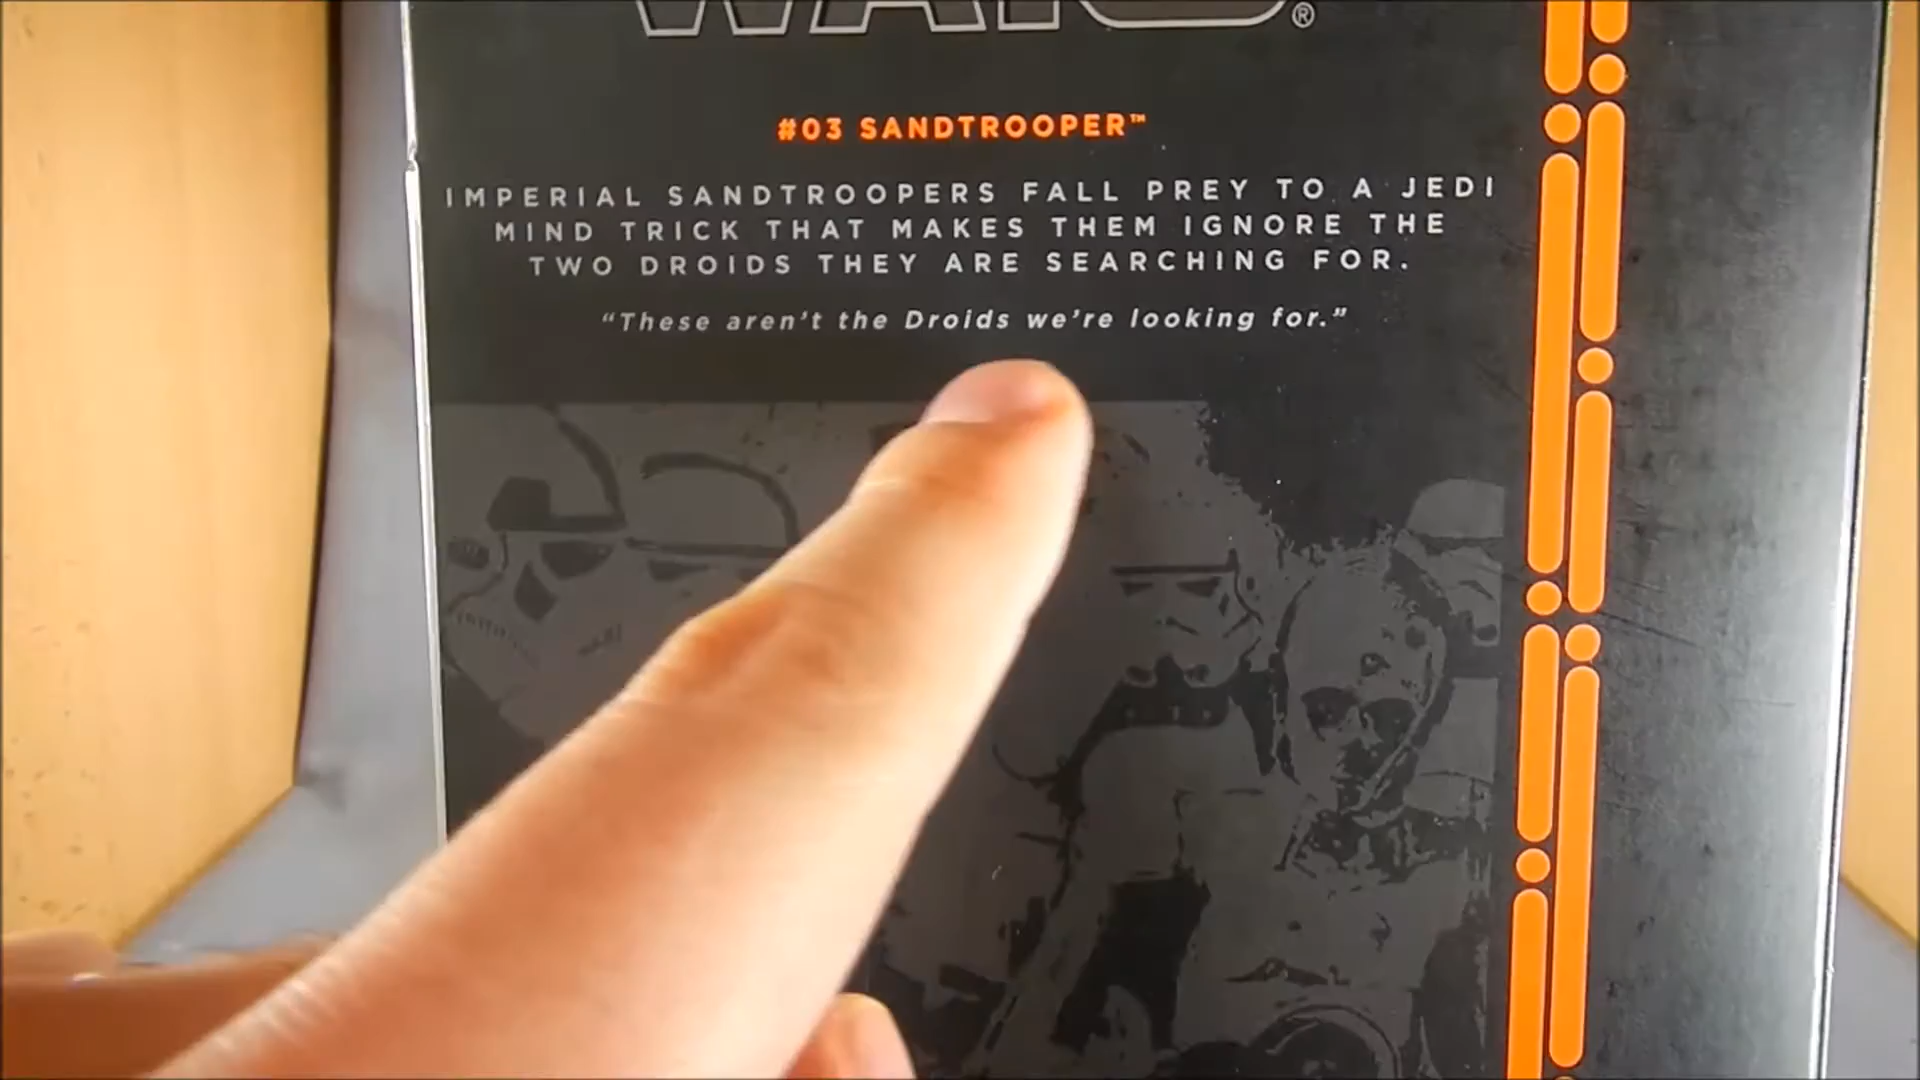 WARS®
#03 SANDTROOPER™
IMPERIAL SANDTROOPERS FALL PREY TO A JEDI
MIND TRICK THAT MAKES THEM IGNORE THE
TWO DROIDS THEY ARE SEARCHING FOR.
“These aren’t the Droids we’re looking for.”